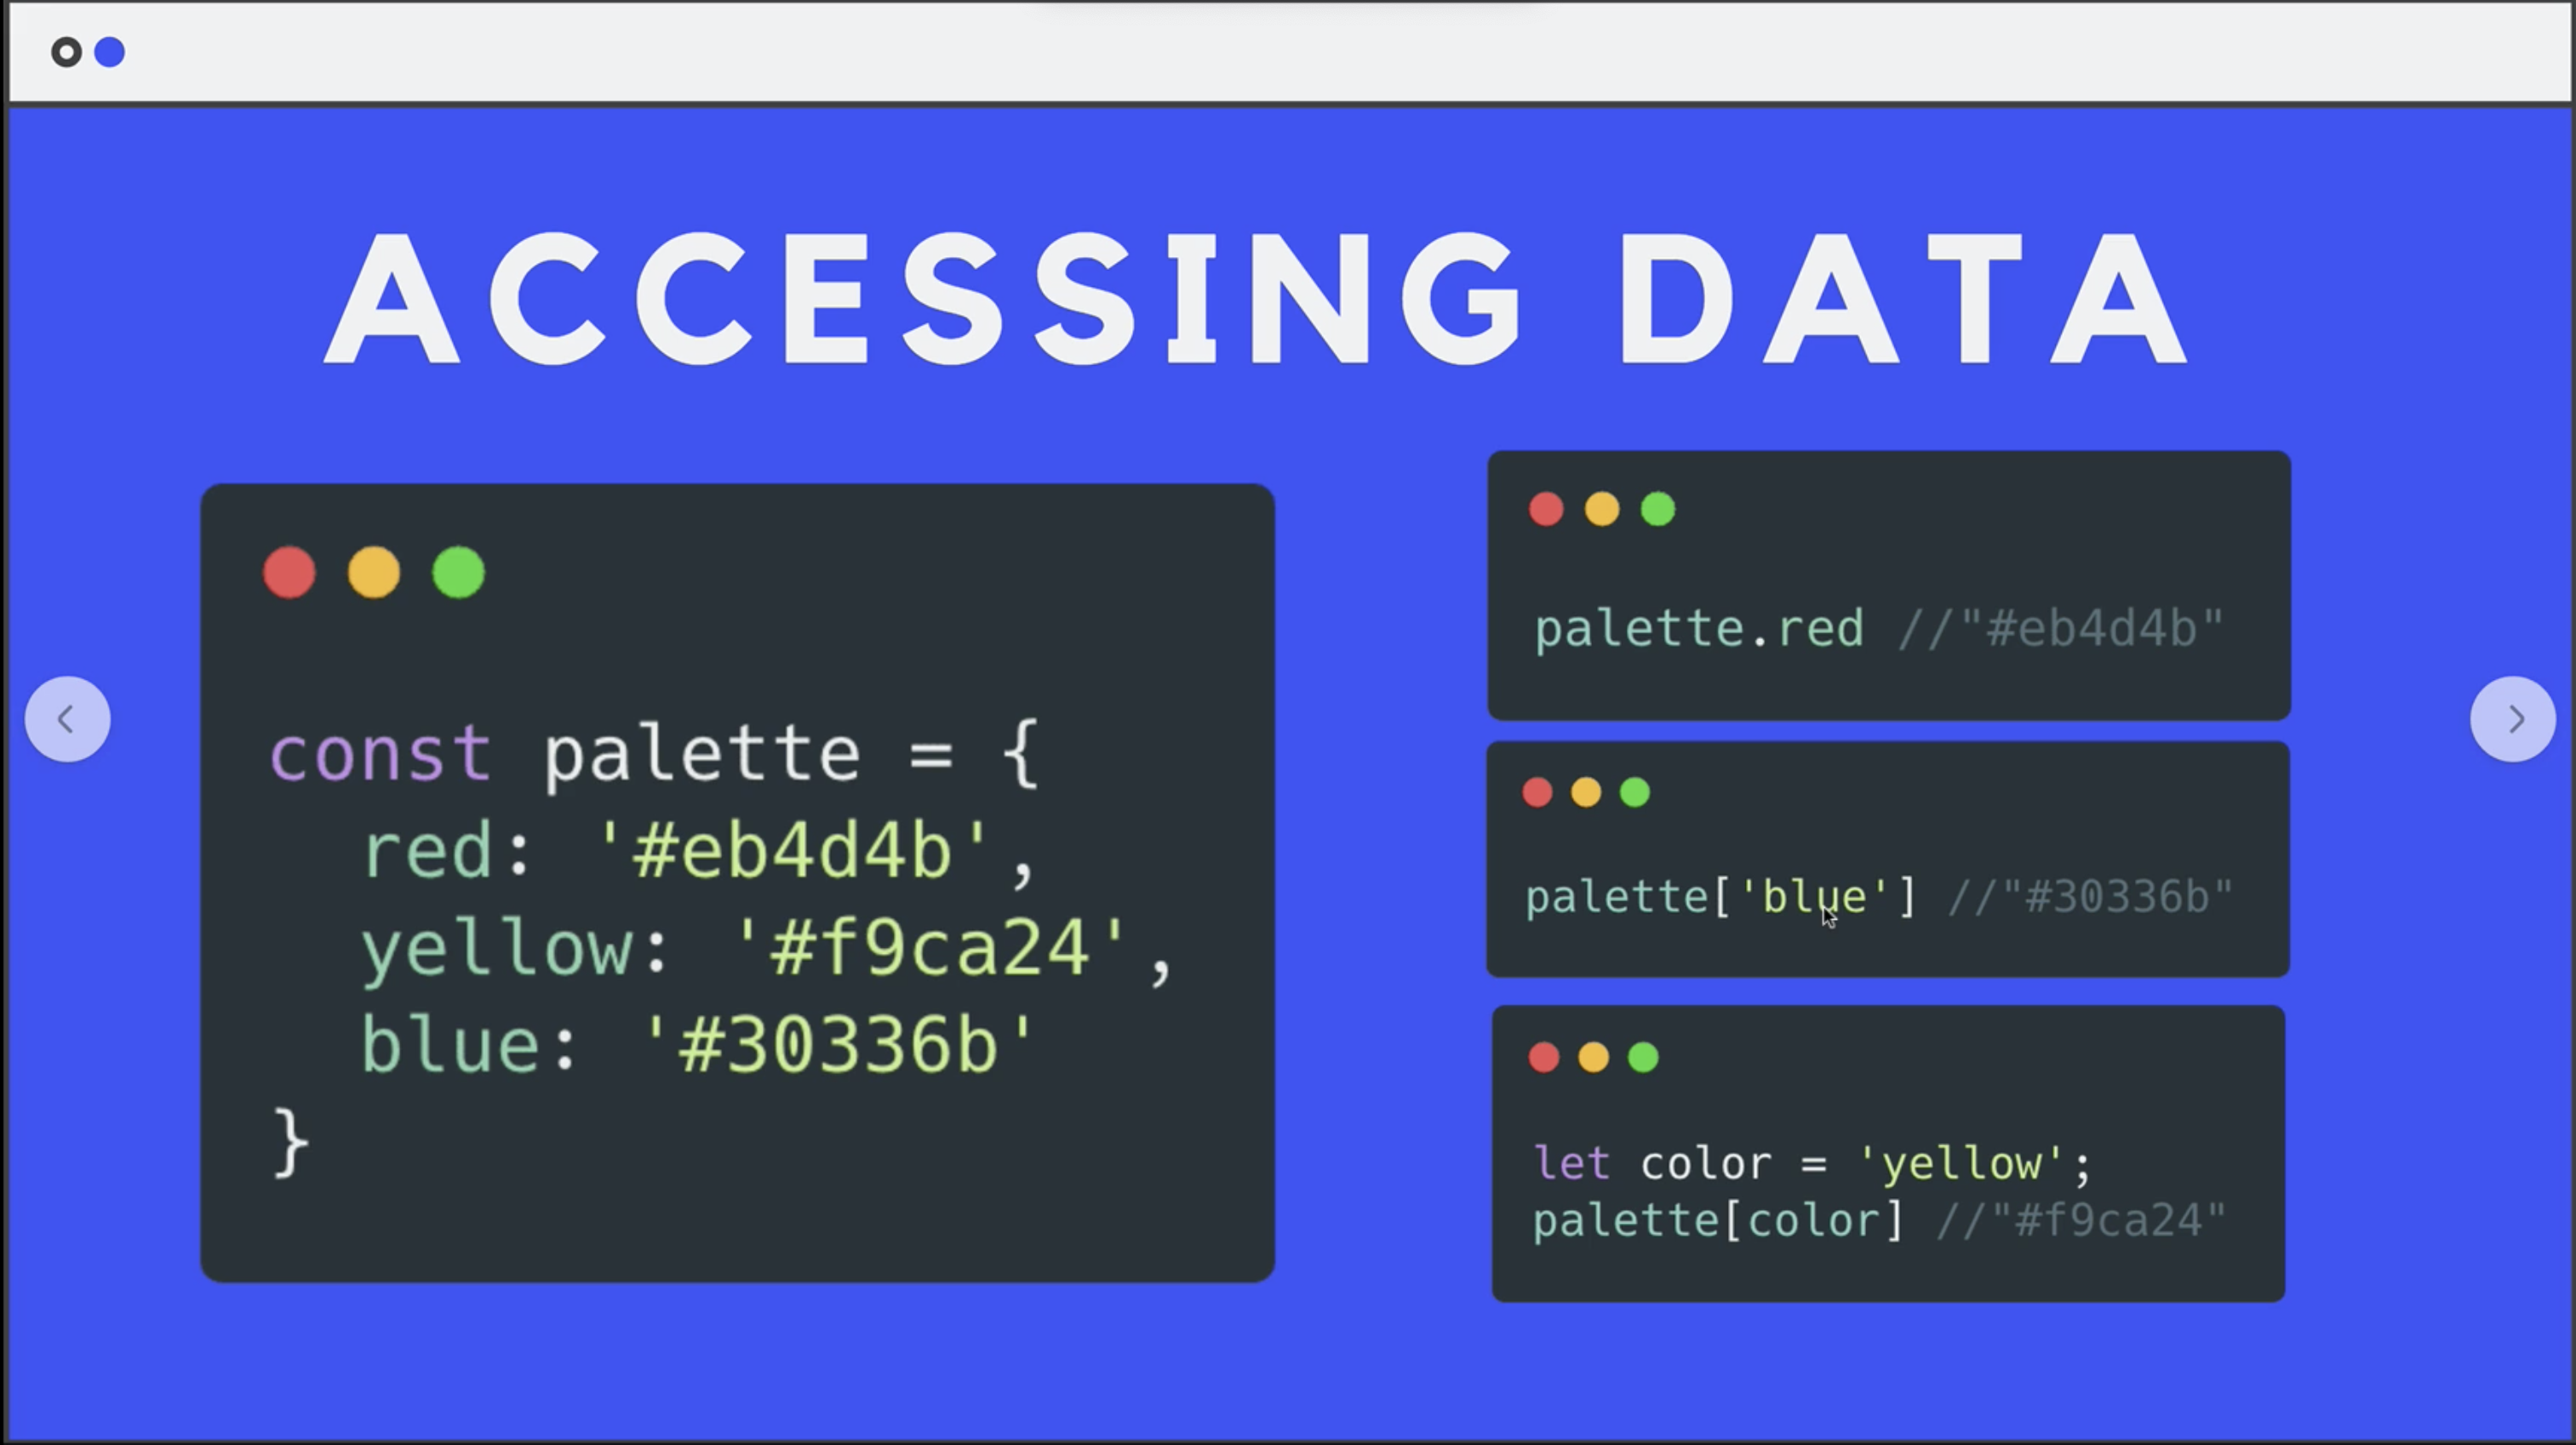 ACCESSING DATA
const palette = {
  red: '#eb4d4b',
  yellow: '#f9ca24',
  blue: '#30336b'
}
palette.red //"#eb4d4b"
palette['blue'] //"#30336b"
let color = 'yellow';
palette[color] //"#f9ca24"